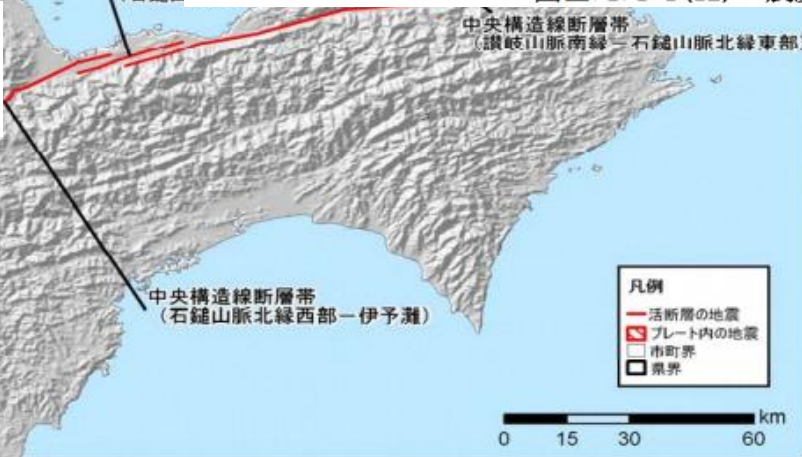 中央構造線断層帯
(讃岐山脈南縁－石鎚山脈北縁東部)
中央構造線断層帯
(石鎚山脈北縁西部－伊予灘)
凡例
活断層の地震
プレート内の地震
市町界
県界
km
0 15 30 60